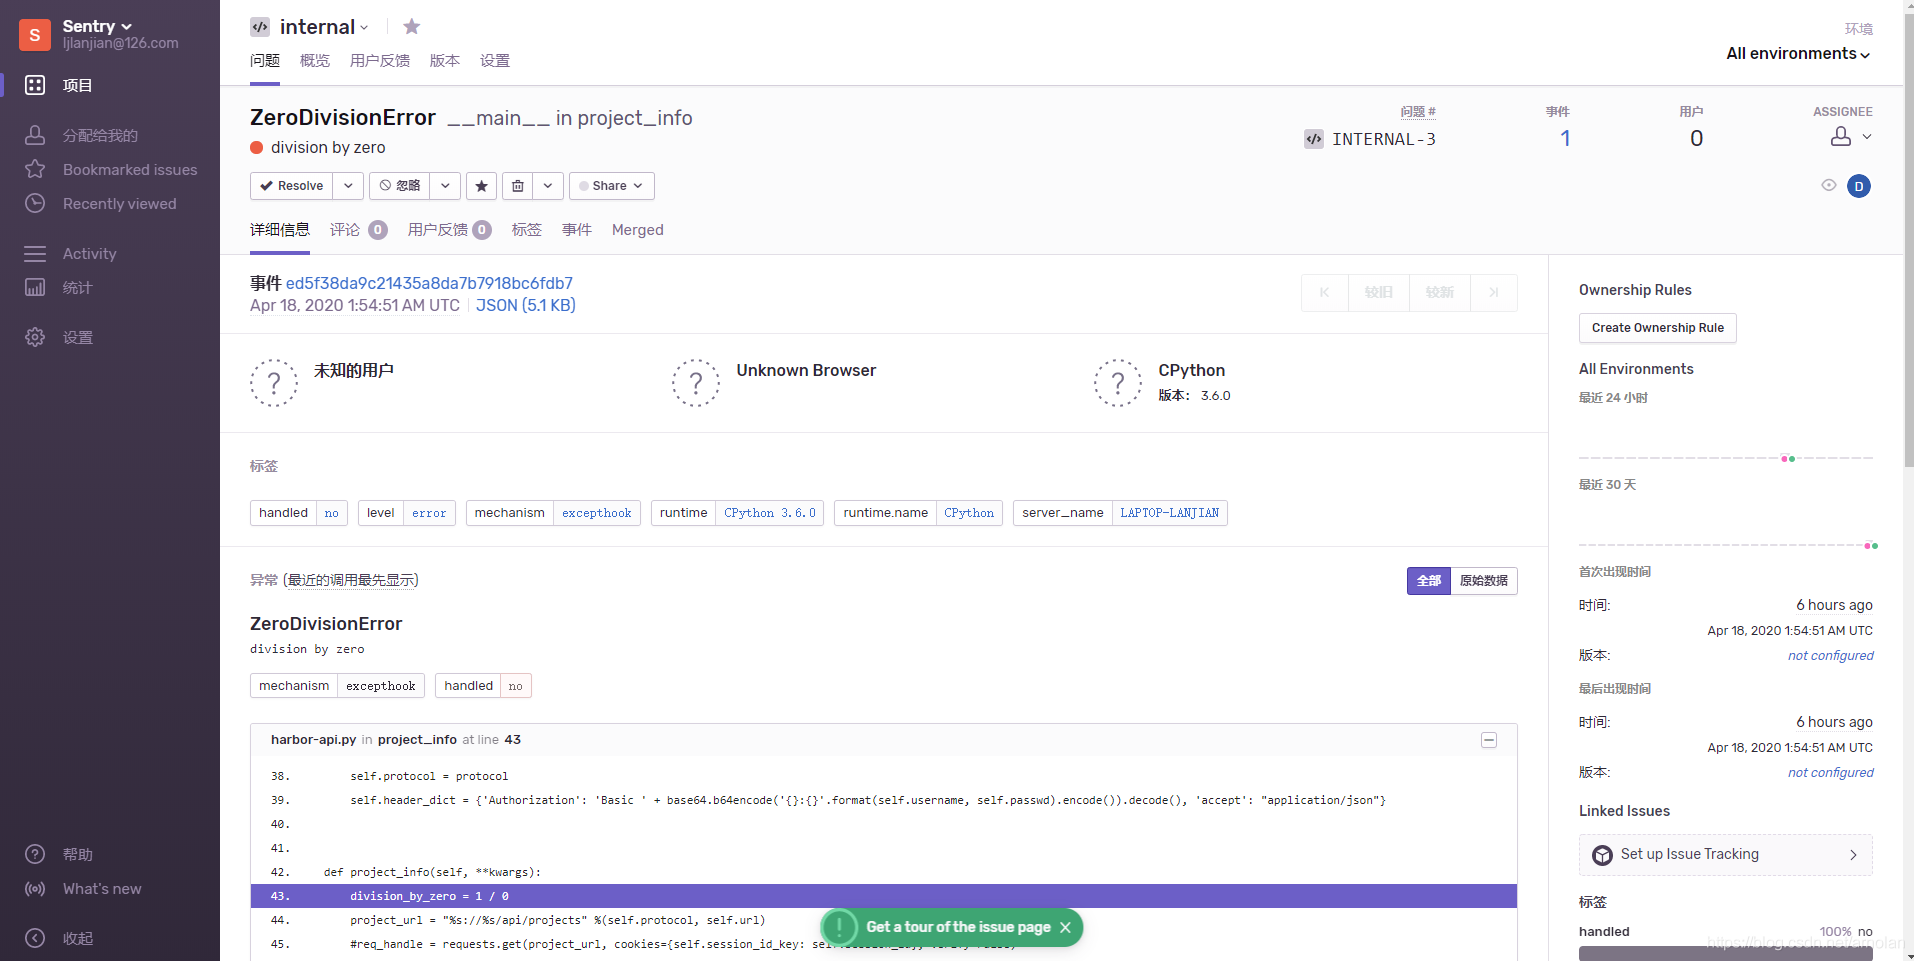 S
Sentry
ljlanjian@126.com
项目
分配给我的
Bookmarked issues
Recently viewed
Activity
统计
设置
帮助
What's new
收起
internal
问题 概览 用户反馈 版本 设置
环境
All environments
ZeroDivisionError __main__ in project_info
division by zero
问题 # 事件 用户 ASSIGNEE
INTERNAL-3 1 0
Resolve 忽略 Share
D
详细信息 评论 0 用户反馈 0 标签 事件 Merged
事件 ed5f38da9c21435a8da7b7918bc6fdb7
Apr 18, 2020 1:54:51 AM UTC JSON (5.1 KB)
较旧 较新
? 未知的用户
? Unknown Browser
? CPython
版本: 3.6.0
标签
handled no level error mechanism excepthook runtime CPython 3.6.0 runtime.name CPython server_name LAPTOP-LANJIAN
异常 (最近的调用最先显示)
全部 原始数据
ZeroDivisionError
division by zero
mechanism excepthook handled no
harbor-api.py in project_info at line 43
38. self.protocol = protocol
39. self.header_dict = {'Authorization': 'Basic ' + base64.b64encode('{}:{}'.format(self.username, self.passwd).encode()).decode(), 'accept': "application/json"}
40.
41.
42. def project_info(self, **kwargs):
43. division_by_zero = 1 / 0
44. project_url = "%s://%s/api/projects" %(self.protocol, self.url)
45. #req_handle = requests.get(project_url, cookies={self.session_id_key:
Get a tour of the issue page
Ownership Rules
Create Ownership Rule
All Environments
最近 24 小时
最近 30 天
首次出现时间
时间: 6 hours ago
Apr 18, 2020 1:54:51 AM UTC
版本: not configured
最后出现时间
时间: 6 hours ago
Apr 18, 2020 1:54:51 AM UTC
版本: not configured
Linked Issues
Set up Issue Tracking
标签
handled 100% no